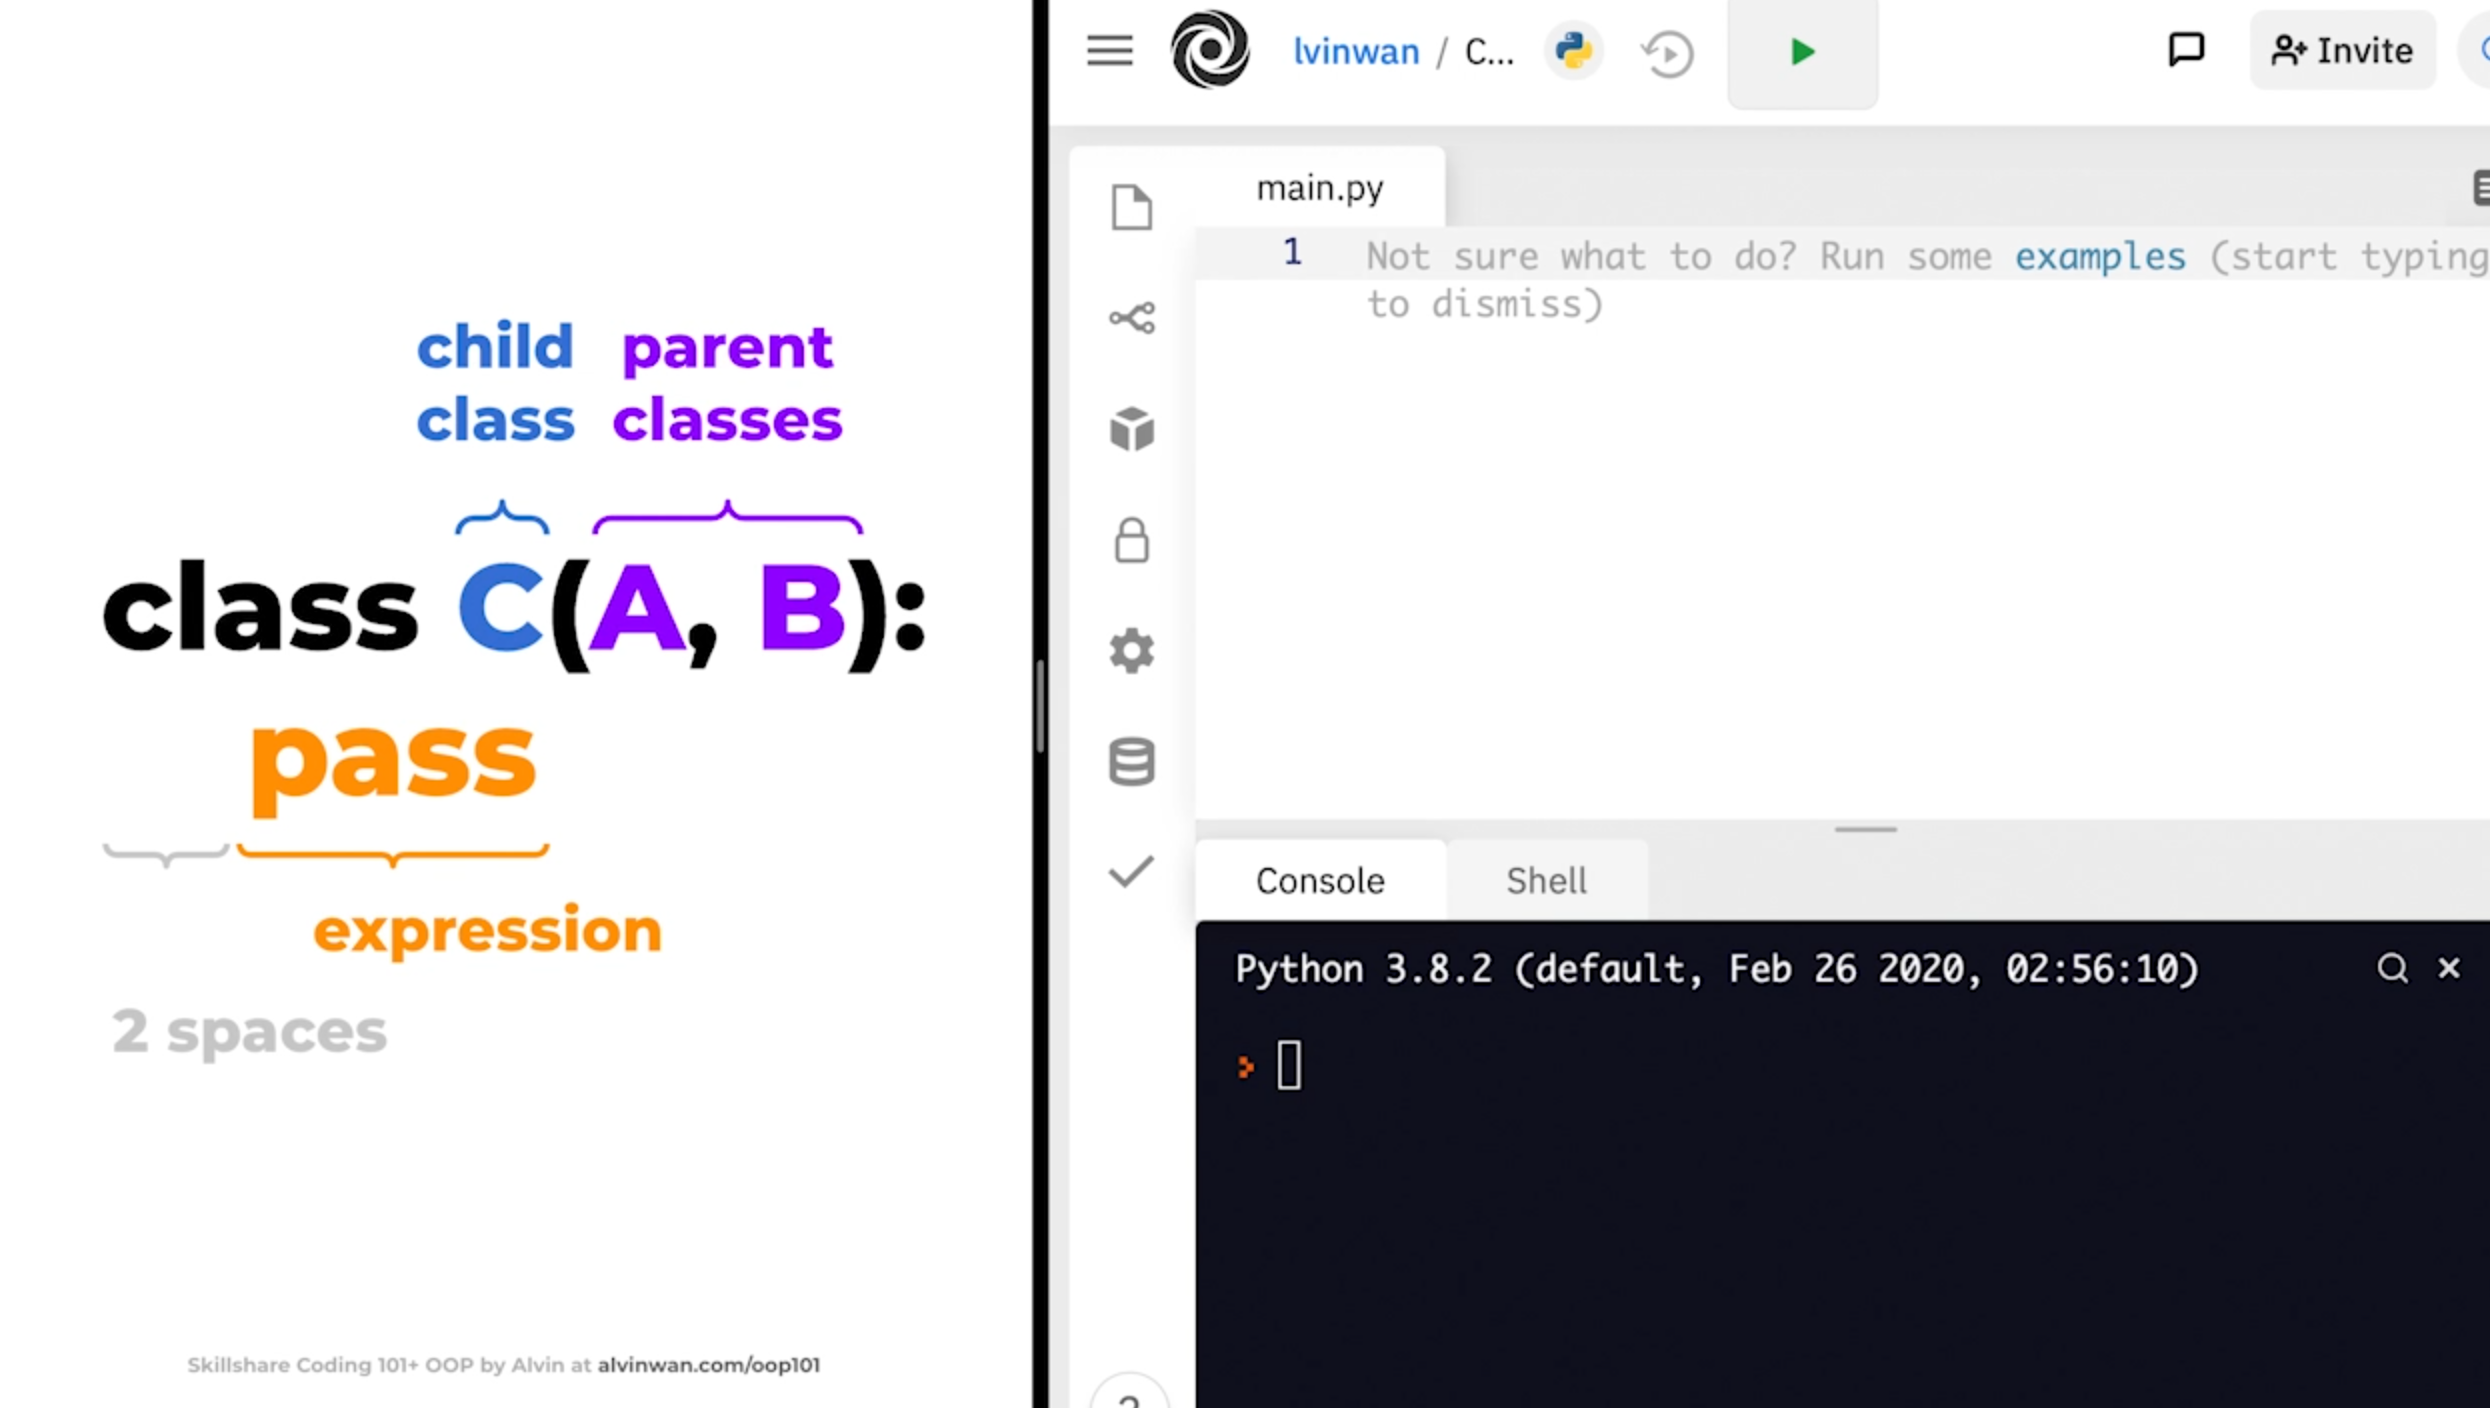 child parent
class classes
class C(A, B):
pass
expression
2 spaces
Skillshare Coding 101+ OOP by Alvin at alvinwan.com/oop101
lvinwan / C...
Invite
main.py
1 Not sure what to do? Run some examples (start typing
to dismiss)
Console Shell
Python 3.8.2 (default, Feb 26 2020, 02:56:10)